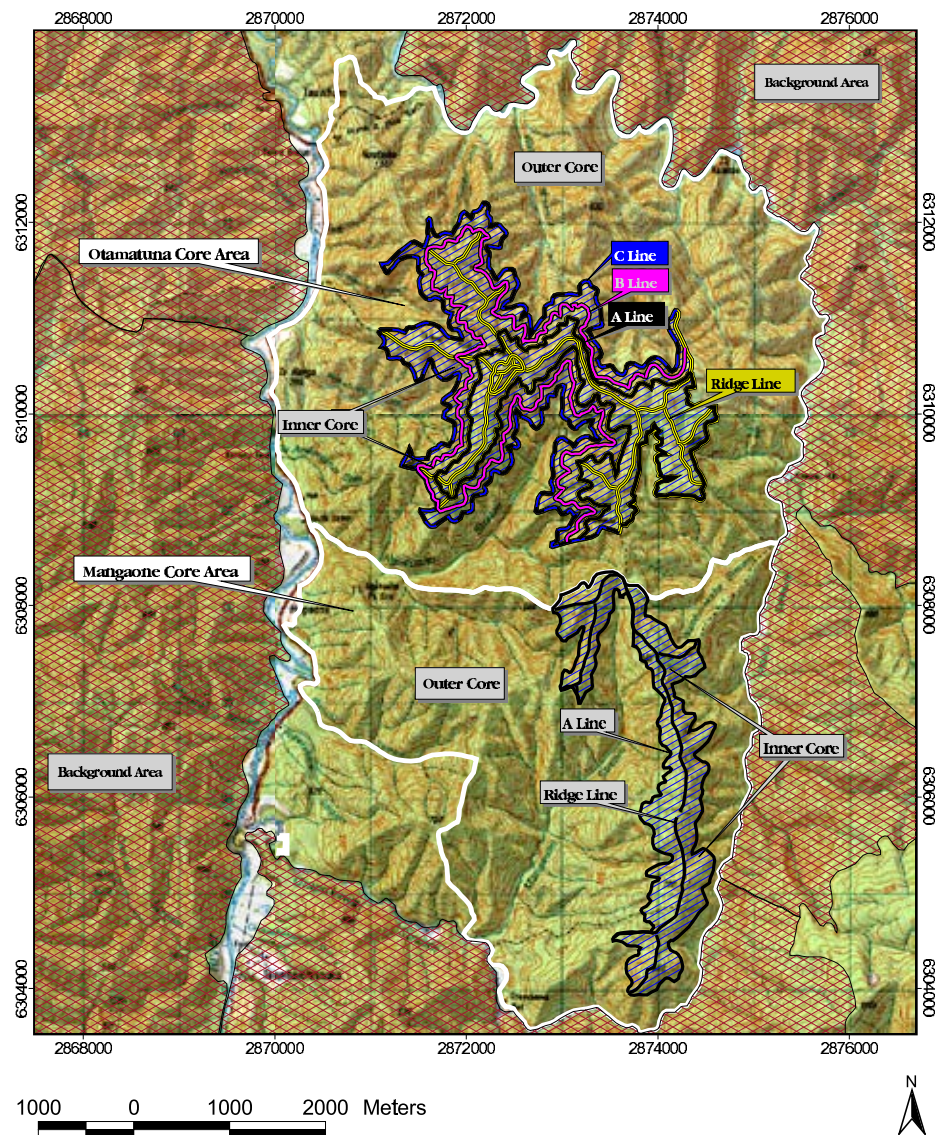 2868000 2870000 2872000 2874000 2876000
Background Area
Outer Core
6312000 6312000
Otamatuna Core Area
C Line
B Line
A Line
Ridge Line
6310000 6310000
Inner Core
Mangaone Core Area
6308000 6308000
Outer Core
A Line
Inner Core
Background Area
Ridge Line
6306000 6306000
6304000 6304000
2868000 2870000 2872000 2874000 2876000
N
1000 0 1000 2000 Meters